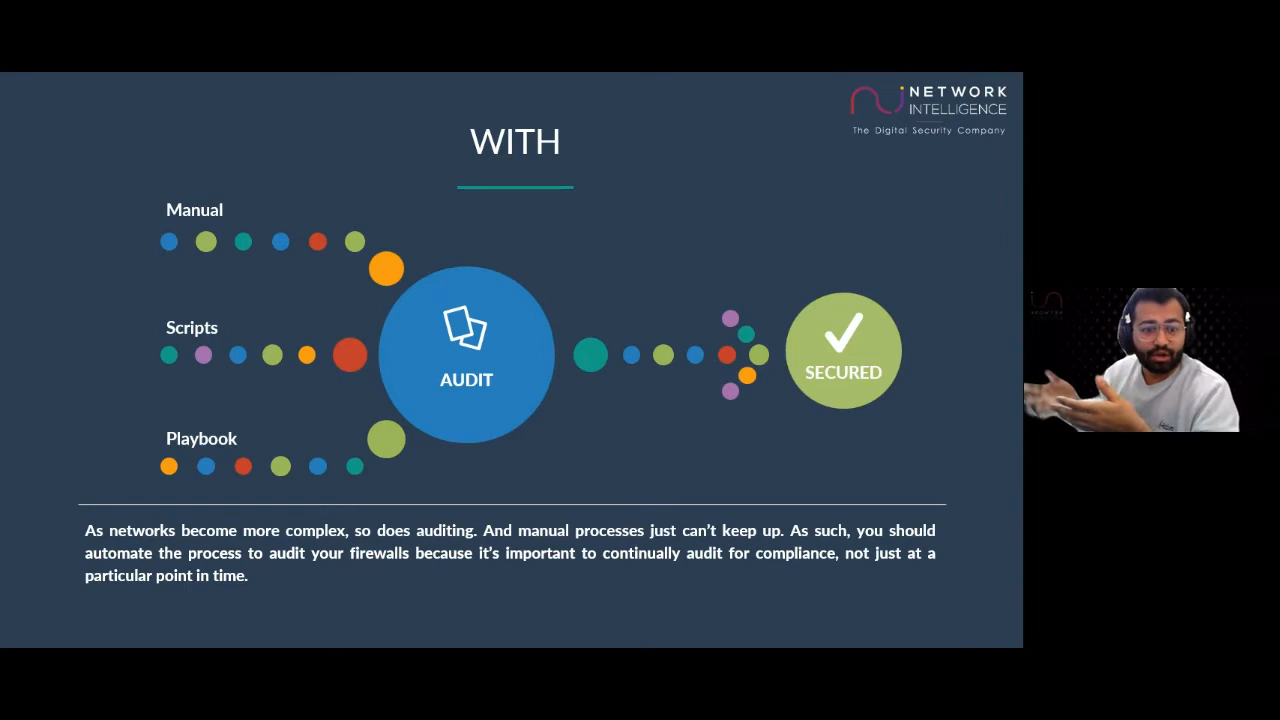 NETWORK
INTELLIGENCE
The Digital Security Company
WITH
Manual
Scripts
AUDIT
SECURED
Playbook
As networks become more complex, so does auditing. And manual processes just can't keep up. As such, you should
automate the process to audit your firewalls because it's important to continually audit for compliance, not just at a
particular point in time.